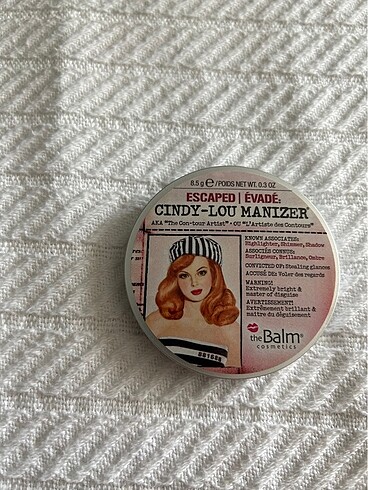 8.5 g ℮ / POIDS NET WT. 0.3 OZ
ESCAPED | ÉVADÉ:
CINDY-LOU MANIZER
AKA "The Con-tour Artist" • OU "L'Artiste des Contours"
KNOWN ASSOCIATES:
Highlighter, Shimmer, Shadow
ASSOCIÉS CONNUS:
Surligneur, Brillance, Ombre
CONVICTED OF: Stealing glances
ACCUSÉ DE: Voler des regards
WARNING!
Extremely bright &
master of disguise
AVERTISSEMENT!
Extrêmement brillant &
maître du déguisement
theBalm®
cosmetics